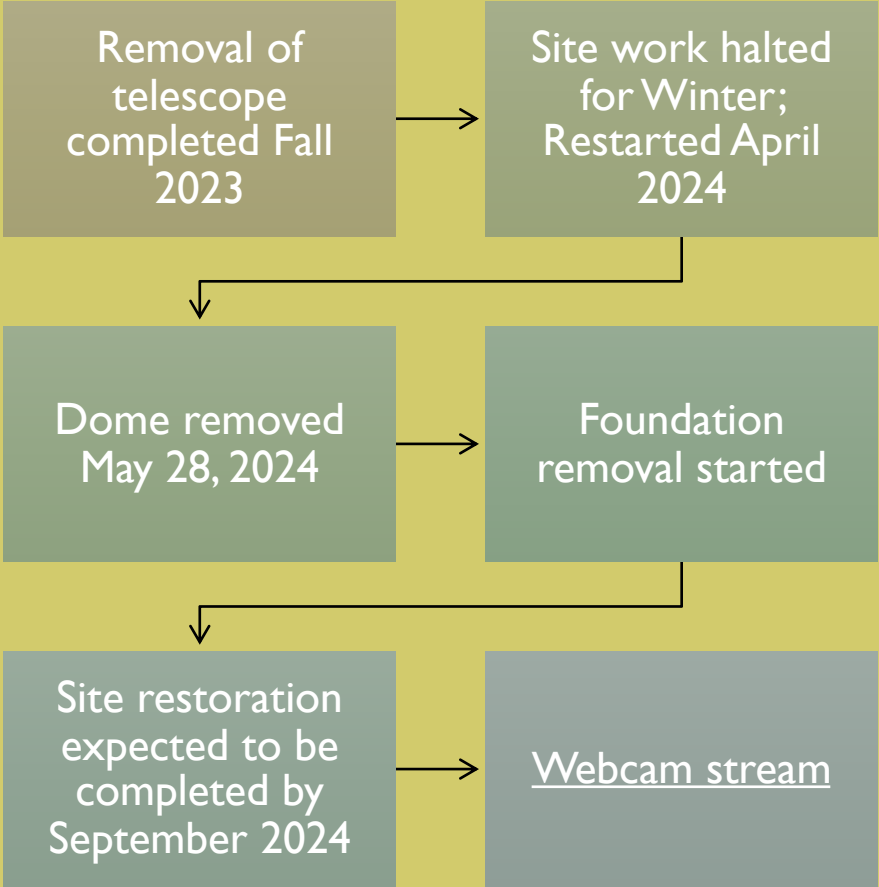 Removal of
telescope
completed Fall
2023
Site work halted
for Winter;
Restarted April
2024
Dome removed
May 28, 2024
Foundation
removal started
Site restoration
expected to be
completed by
September 2024
Webcam stream